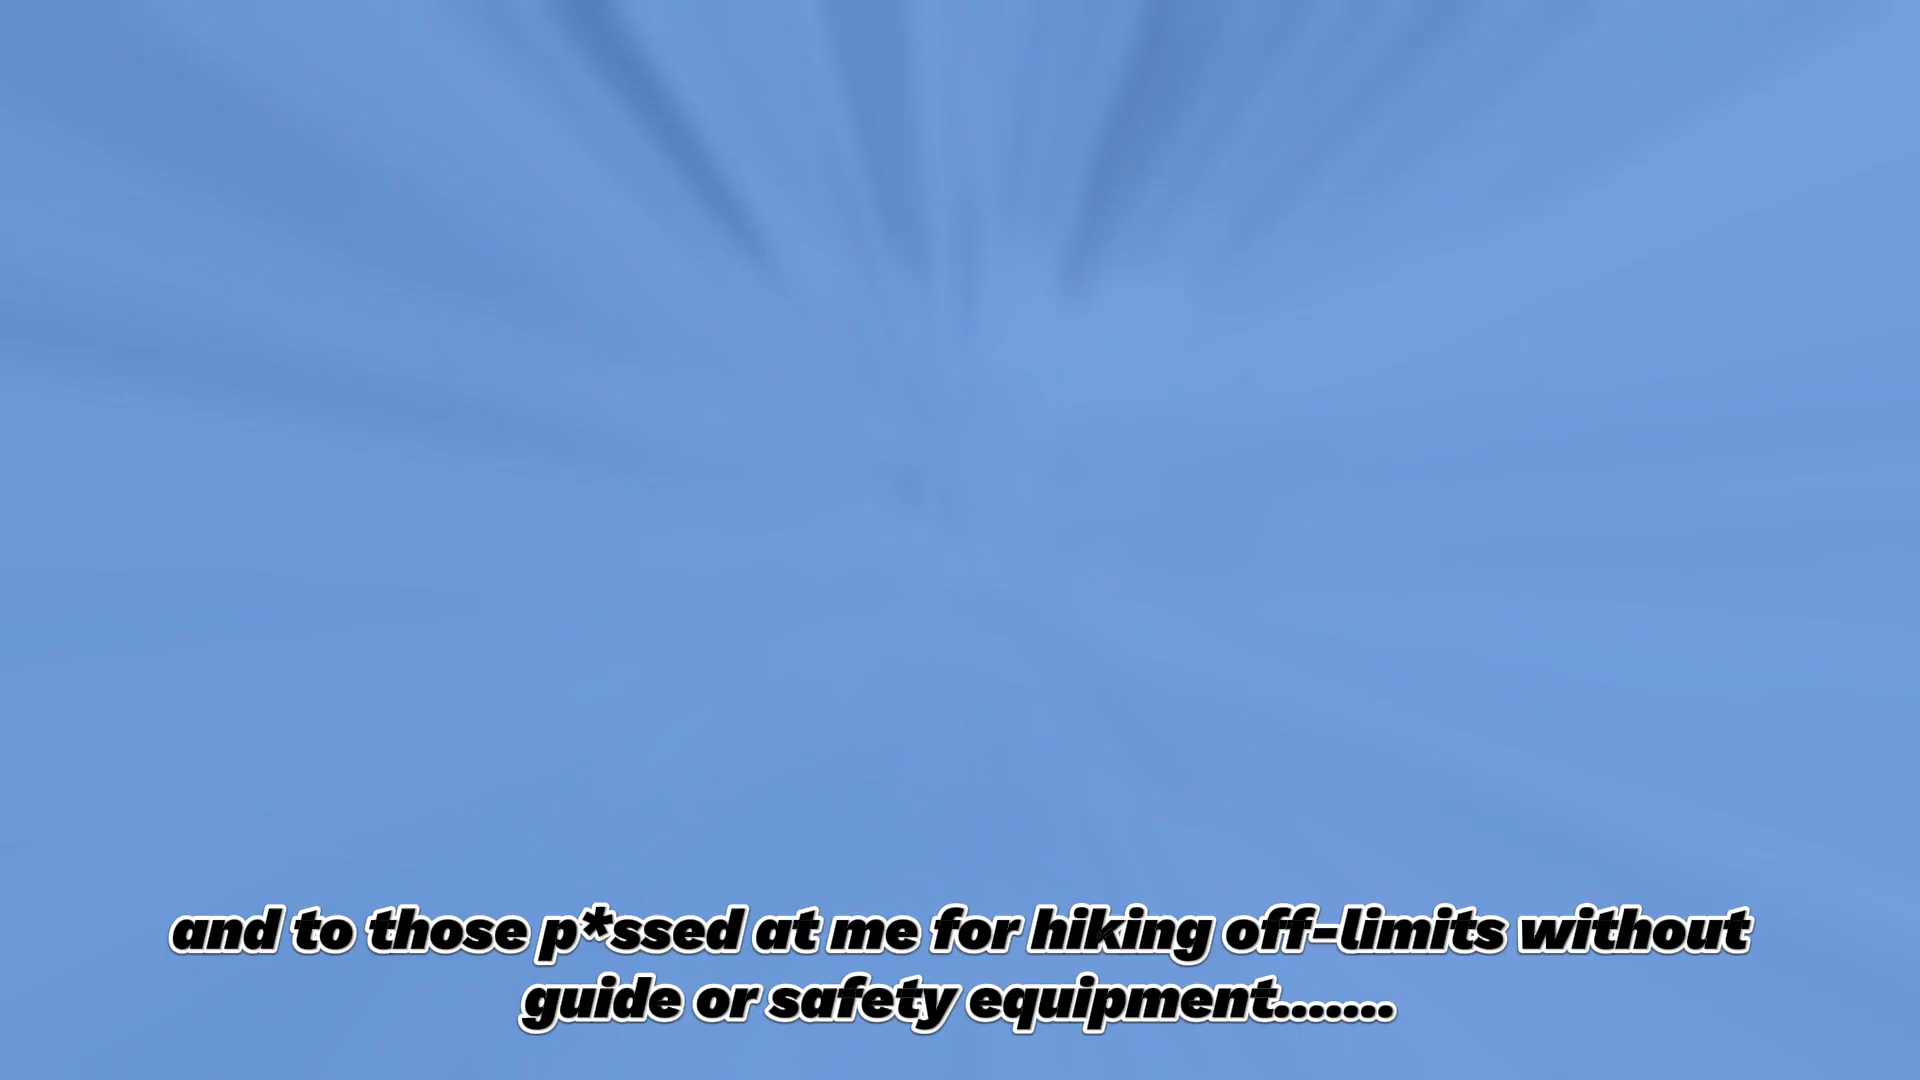 and to those p*ssed at me for hiking off-limits without
guide or safety equipment.......